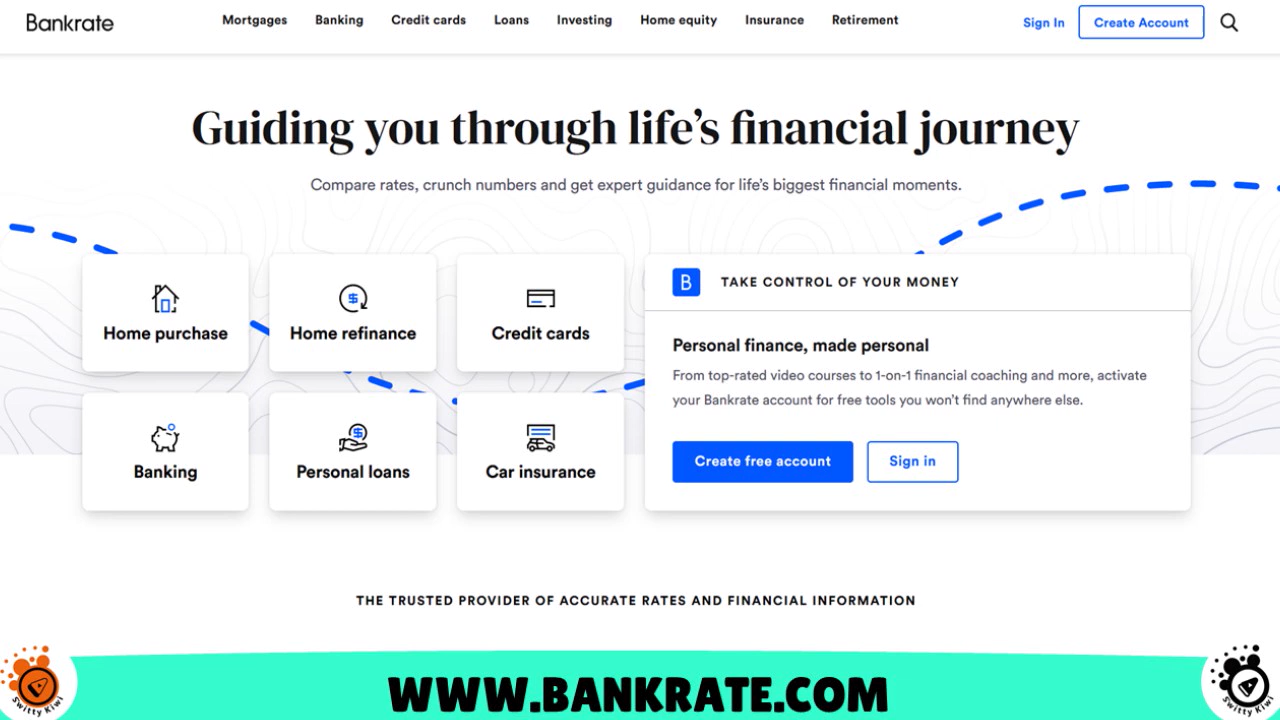 Bankrate
Mortgages Banking Credit cards Loans Investing Home equity Insurance Retirement
Sign In Create Account
Guiding you through life’s financial journey
Compare rates, crunch numbers and get expert guidance for life’s biggest financial moments.
Home purchase
Home refinance
Credit cards
Banking
Personal loans
Car insurance
B TAKE CONTROL OF YOUR MONEY
Personal finance, made personal
From top-rated video courses to 1-on-1 financial coaching and more, activate
your Bankrate account for free tools you won’t find anywhere else.
Create free account Sign in
THE TRUSTED PROVIDER OF ACCURATE RATES AND FINANCIAL INFORMATION
WWW.BANKRATE.COM
Switty Kiwi
Switty Kiwi